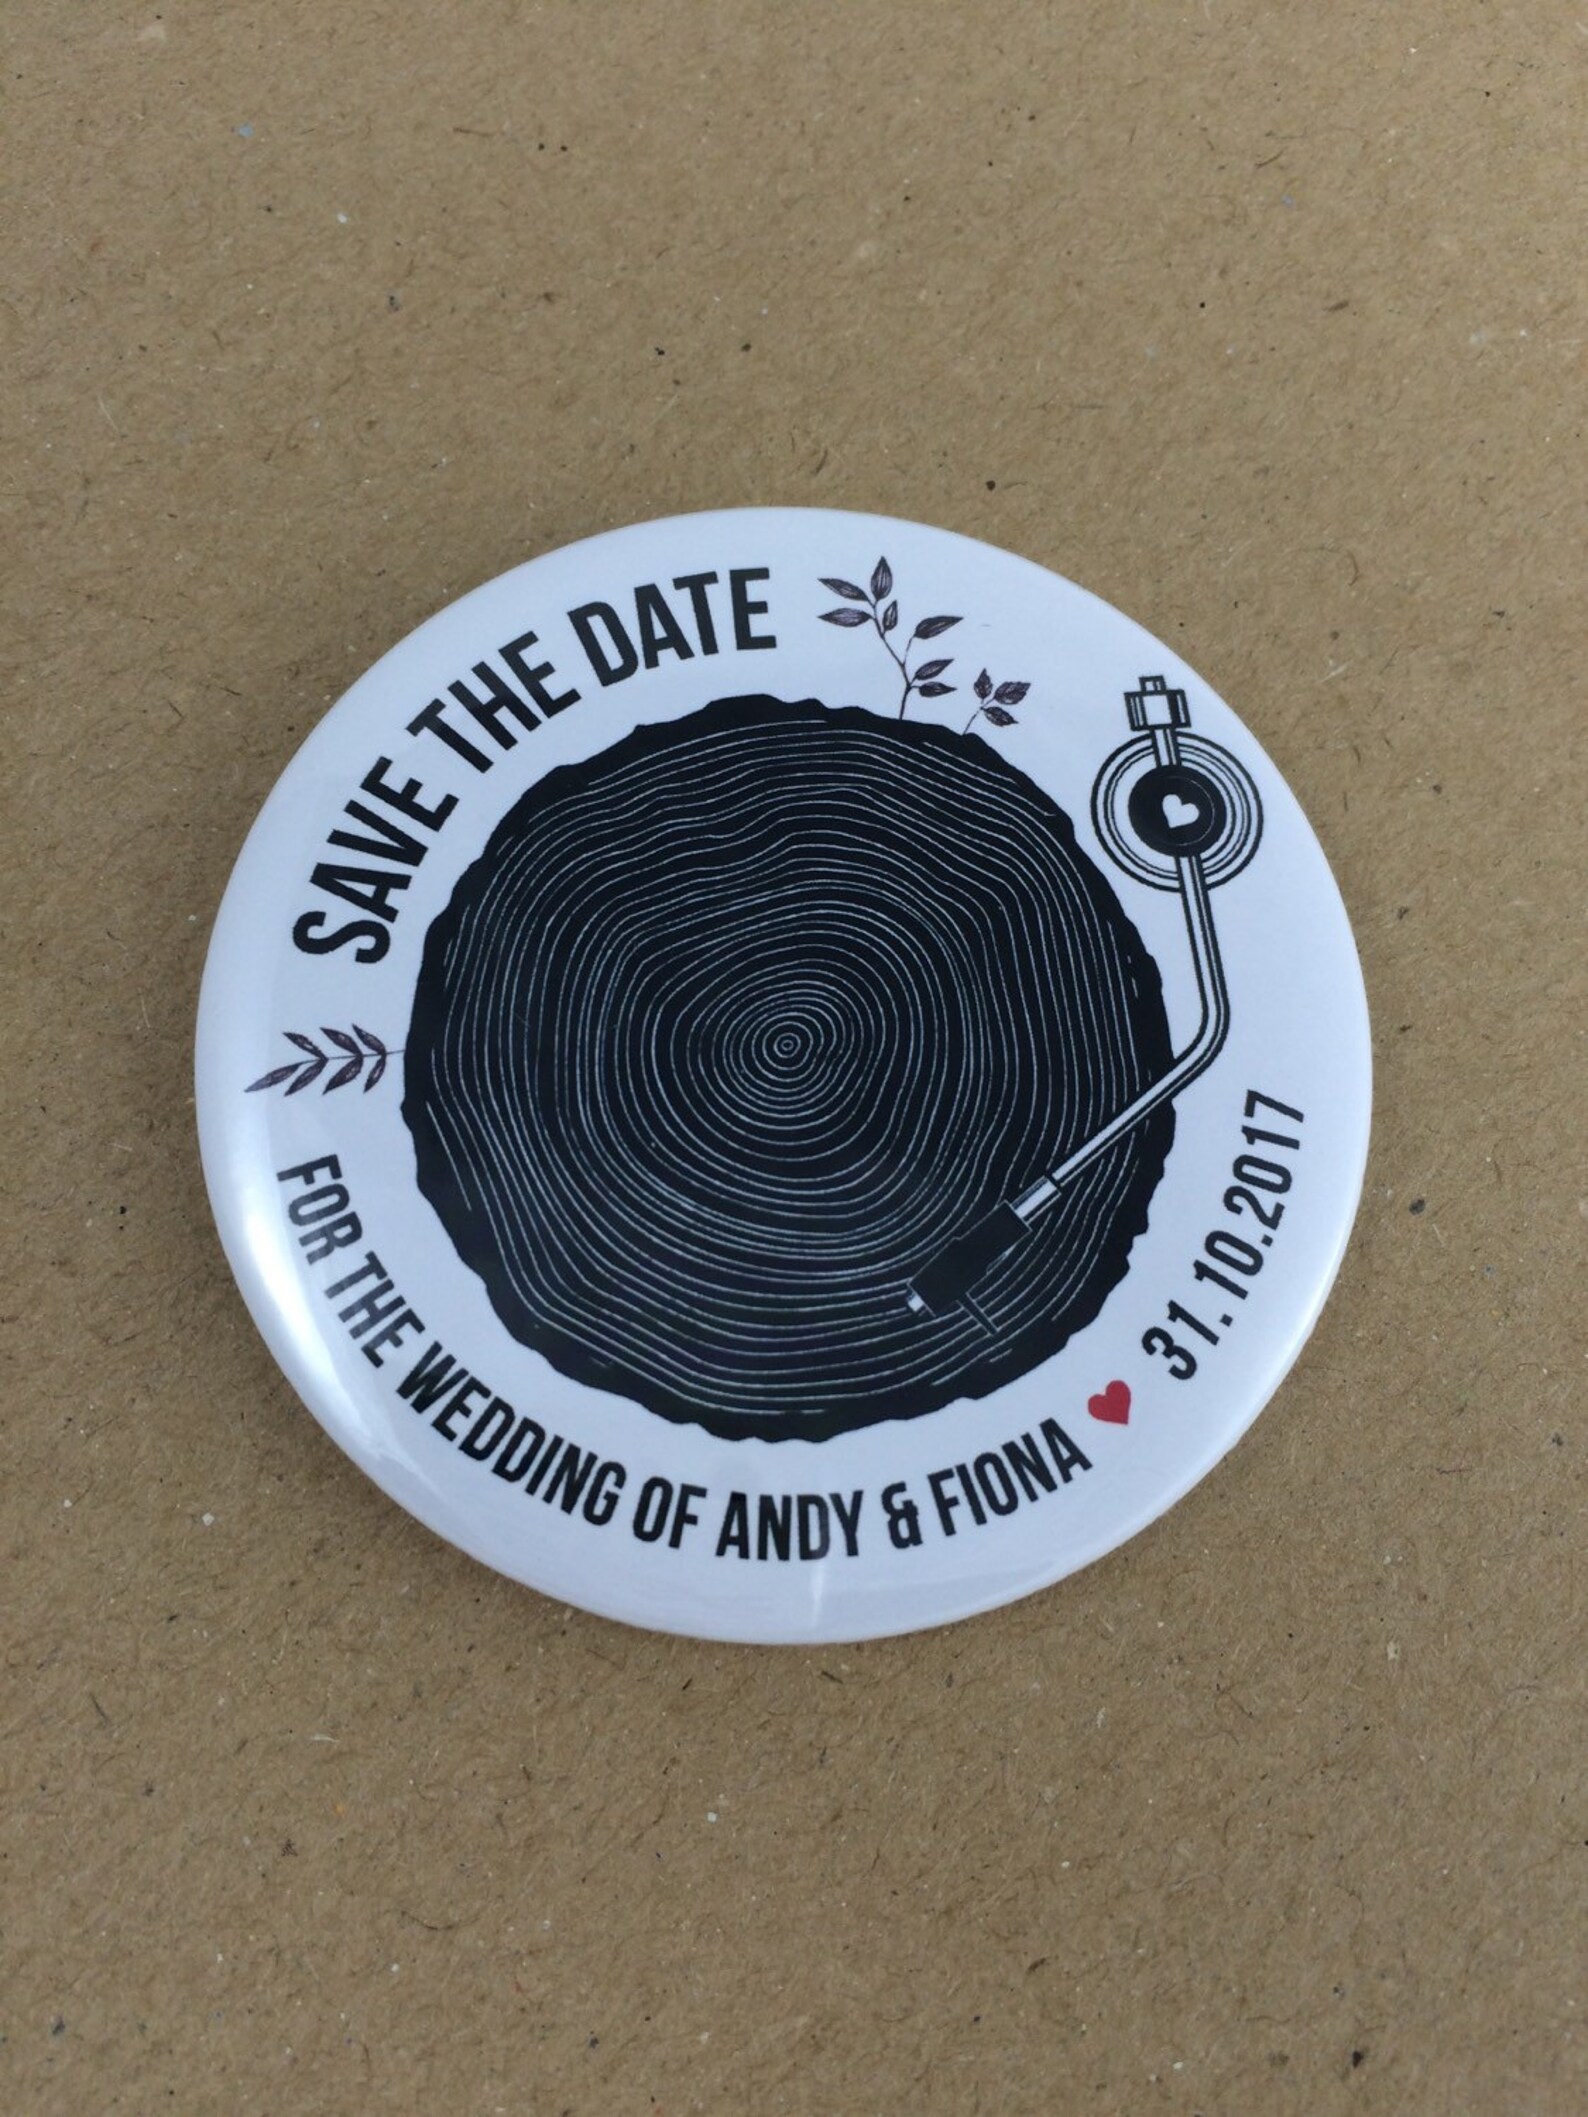 SAVE THE DATE
FOR THE WEDDING OF ANDY & FIONA ♥ 31.10.2017